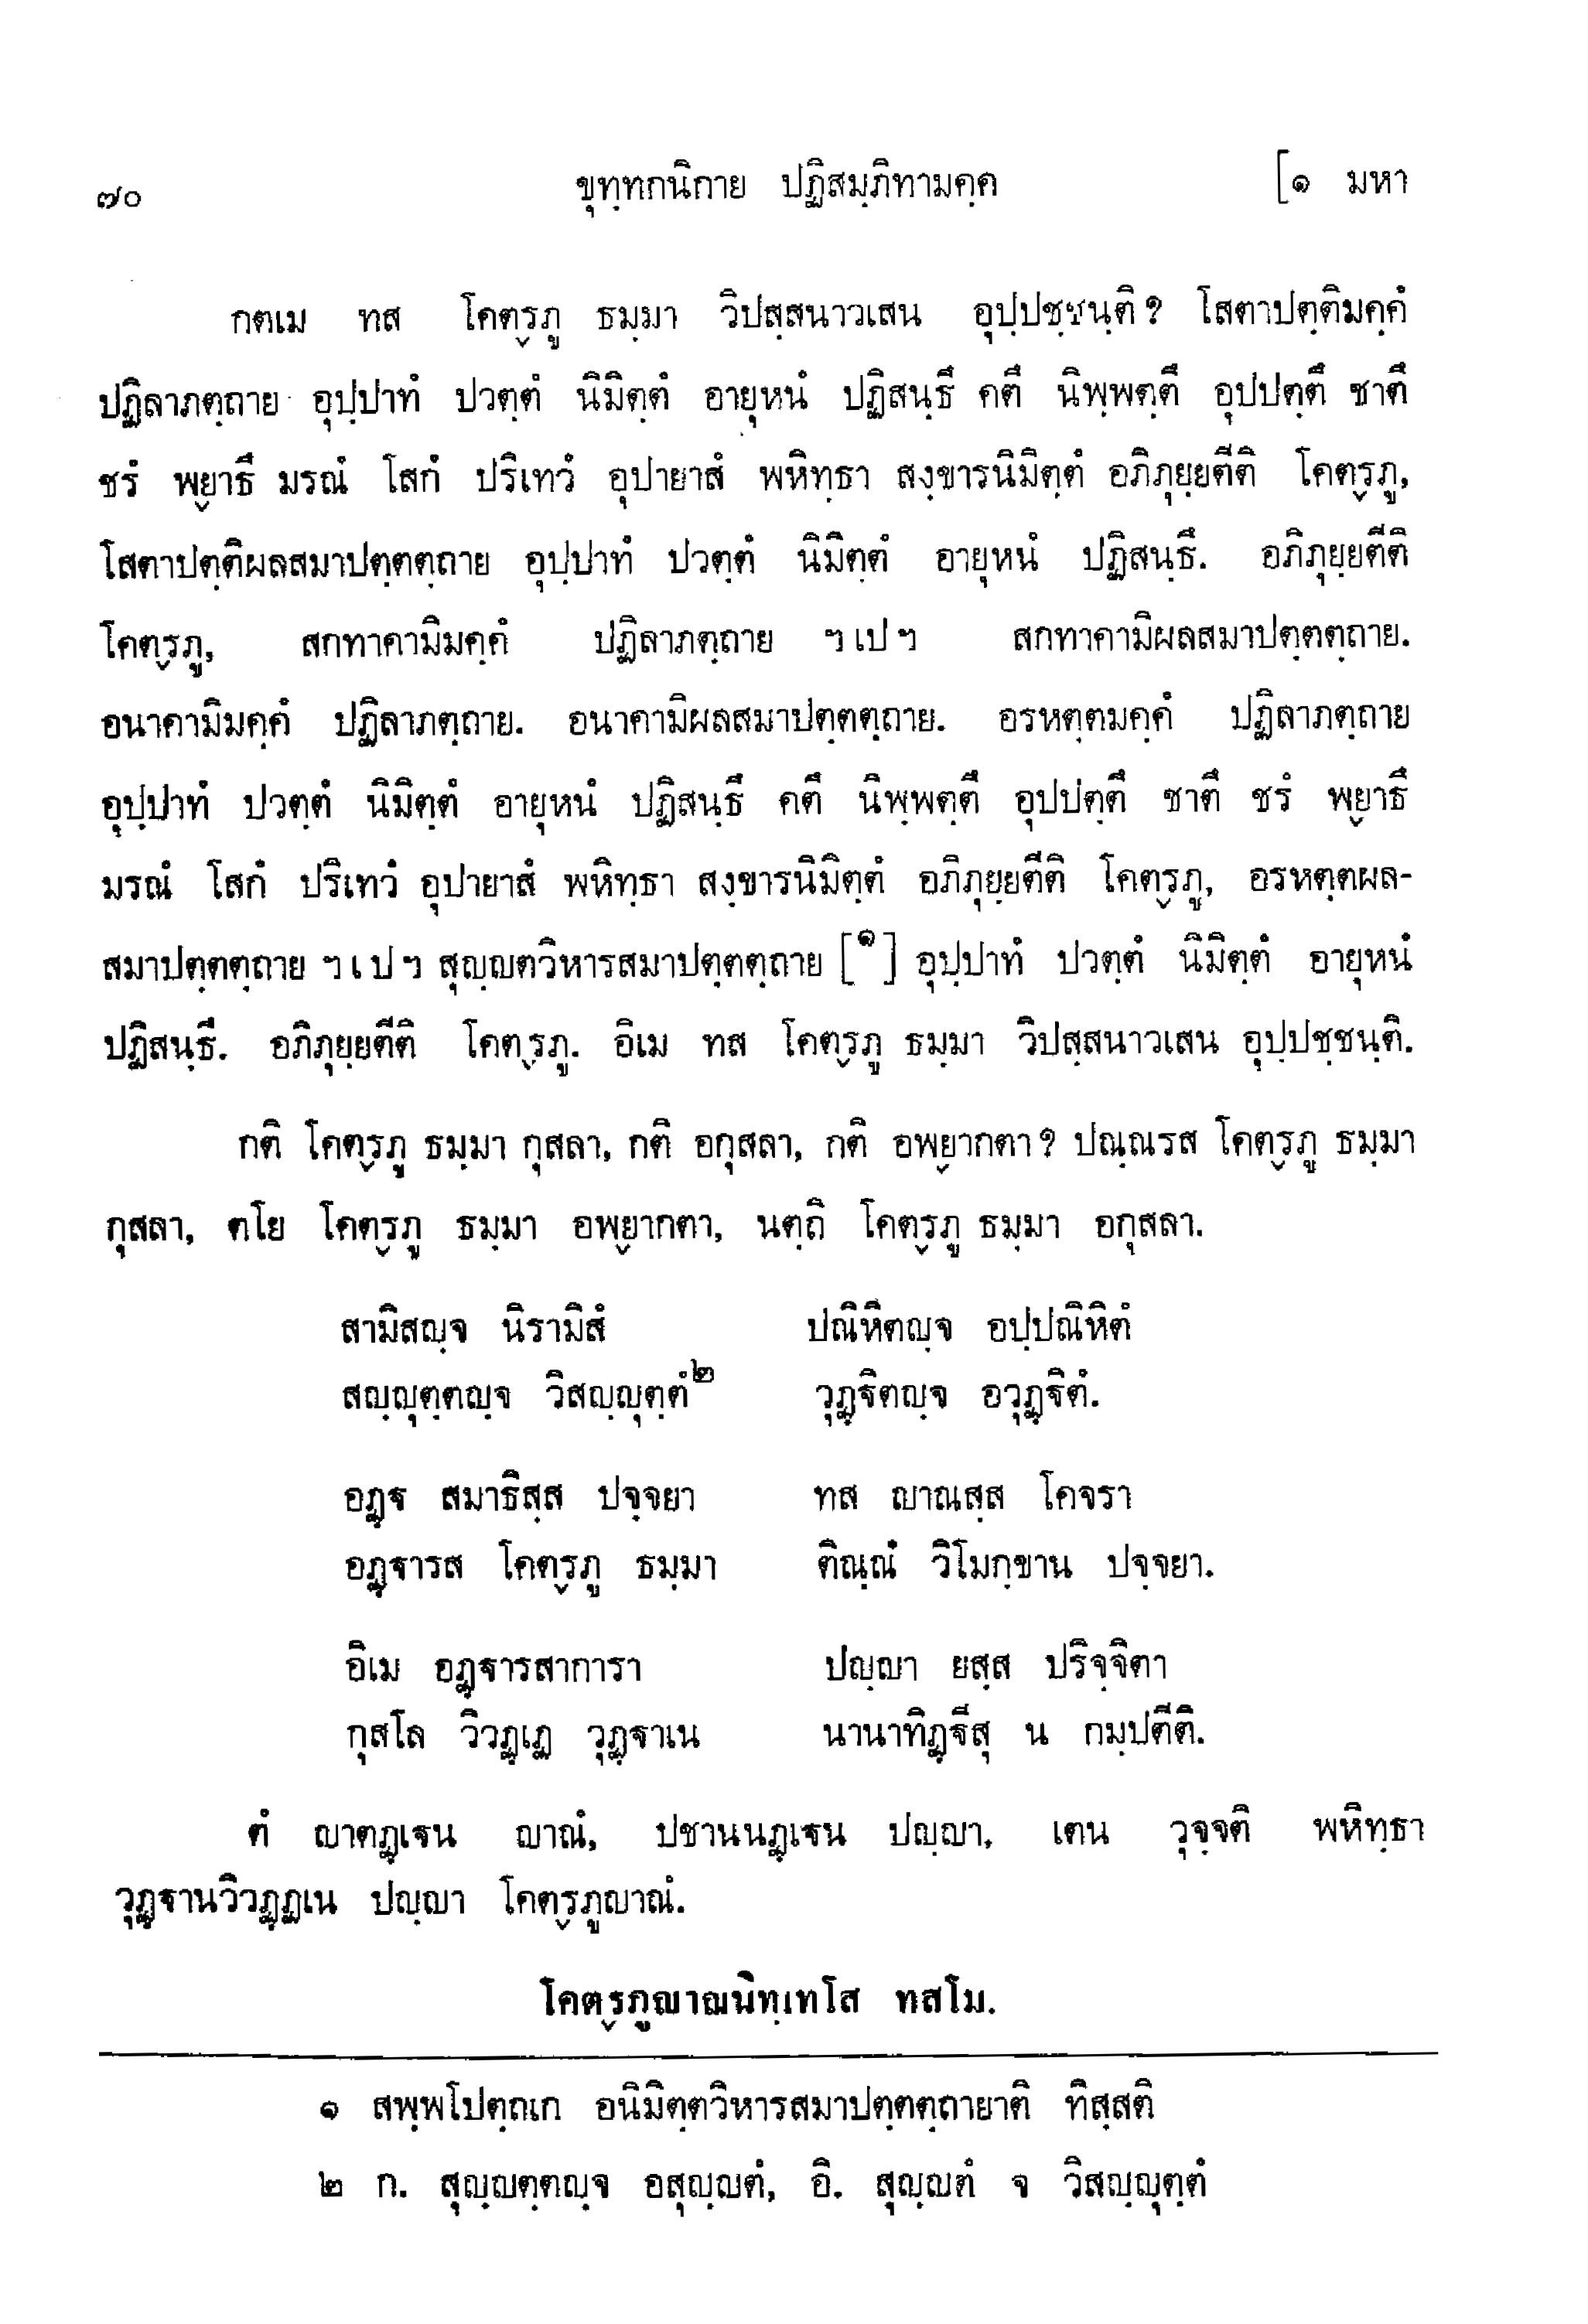 ๗๐ ขุทฺทกนิกาย ปฏิสมฺภิทามคฺค [๑ มหา
กตเม ทส โคตฺรภู ธมฺมา วิปสฺสนาวเสน อุปฺปชฺชนฺติ ? โสตาปตฺติมคฺคํ
ปฏิลาภตฺถาย อุปฺปาทํ ปวตฺตํ นิมิตฺตํ อายุหนํ ปฏิสนฺธึ คตึ นิพฺพตฺตึ อุปปตฺตึ ชาตึ
ชรํ พฺยาธึ มรณํ โสกํ ปริเทวํ อุปายาสํ พหิทฺธา สงฺขารนิมิตฺตํ อภิภุยฺยตีติ โคตฺรภู,
โสตาปตฺติผลสมาปตฺตตฺถาย อุปฺปาทํ ปวตฺตํ นิมิตฺตํ อายุหนํ ปฏิสนฺธึ. อภิภุยฺยตีติ
โคตฺรภู, สกทาคามิมคฺคํ ปฏิลาภตฺถาย ฯ เป ฯ สกทาคามิผลสมาปตฺตตฺถาย.
อนาคามิมคฺคํ ปฏิลาภตฺถาย. อนาคามิผลสมาปตฺตตฺถาย. อรหตฺตมคฺคํ ปฏิลาภตฺถาย
อุปฺปาทํ ปวตฺตํ นิมิตฺตํ อายุหนํ ปฏิสนฺธึ คตึ นิพฺพตฺตึ อุปปตฺตึ ชาตึ ชรํ พฺยาธึ
มรณํ โสกํ ปริเทวํ อุปายาสํ พหิทฺธา สงฺขารนิมิตฺตํ อภิภุยฺยตีติ โคตฺรภู, อรหตฺตผล-
สมาปตฺตตฺถาย ฯ เป ฯ สุญฺญตวิหารสมาปตฺตตฺถาย [๑] อุปฺปาทํ ปวตฺตํ นิมิตฺตํ อายุหนํ
ปฏิสนฺธึ. อภิภุยฺยตีติ โคตฺรภู. อิเม ทส โคตฺรภู ธมฺมา วิปสฺสนาวเสน อุปฺปชฺชนฺติ.
กติ โคตฺรภู ธมฺมา กุสลา, กติ อกุสลา, กติ อพฺยากตา ? ปณฺณรส โคตฺรภู ธมฺมา
กุสลา, ตโย โคตฺรภู ธมฺมา อพฺยากตา, นตฺถิ โคตฺรภู ธมฺมา อกุสลา.
สามิสญฺจ นิรามิสํ ปณิหิตญฺจ อปฺปณิหิตํ
สญฺญุตฺตญฺจ วิสญฺญุตฺตํ๒ วุฏฺฐิตญฺจ อวุฏฺฐิตํ.
อฏฺฐ สมาธิสฺส ปจฺจยา ทส ญาณสฺส โคจรา
อฏฺฐารส โคตฺรภู ธมฺมา ติณฺณํ วิโมกฺขาน ปจฺจยา.
อิเม อฏฺฐารสาการา ปญฺญา ยสฺส ปริจฺจิตา
กุสโล วิวฏฺเฏ วุฏฺฐาเน นานาทิฏฺฐีสุ น กมฺปตีติ.
ตํ ญาตฏฺเฐน ญาณํ, ปชานนฏฺเฐน ปญฺญา, เตน วุจฺจติ พหิทฺธา
วุฏฺฐานวิวฏฺฏเน ปญฺญา โคตฺรภูญาณํ.
โคตฺรภูญาณนิทฺเทโส ทสโม.
๑ สพฺพโปตฺถเก อนิมิตฺตวิหารสมาปตฺตตฺถายาติ ทิสฺสติ
๒ ก. สุญฺญตฺตญฺจ อสุญฺญตํ, อิ. สุญฺญตํ จ วิสญฺญุตฺตํ